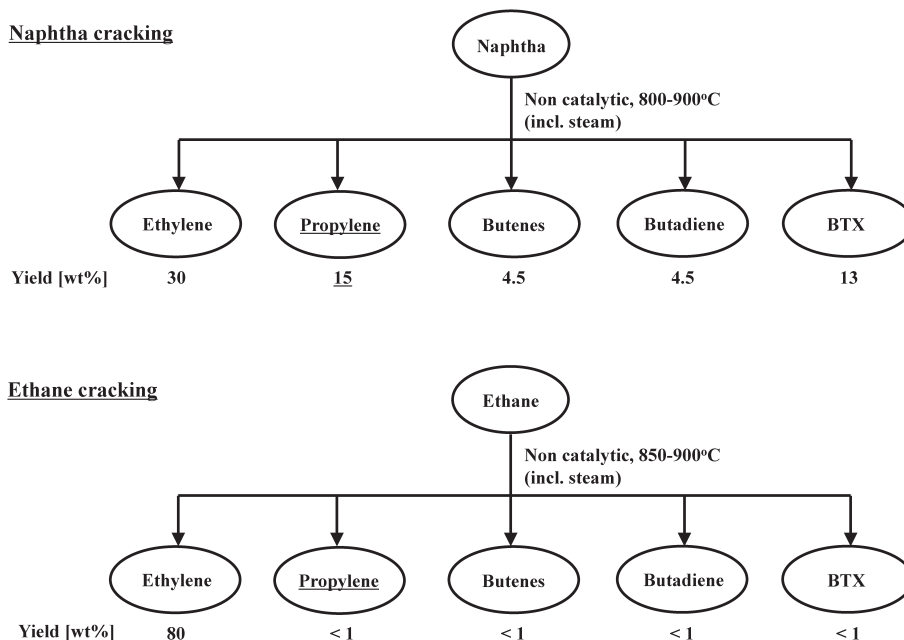 Naphtha cracking
Naphtha
Non catalytic, 800-900ºC
(incl. steam)
Ethylene Propylene Butenes Butadiene BTX
Yield [wt%] 30 15 4.5 4.5 13
Ethane cracking
Ethane
Non catalytic, 850-900ºC
(incl. steam)
Ethylene Propylene Butenes Butadiene BTX
Yield [wt%] 80 < 1 < 1 < 1 < 1